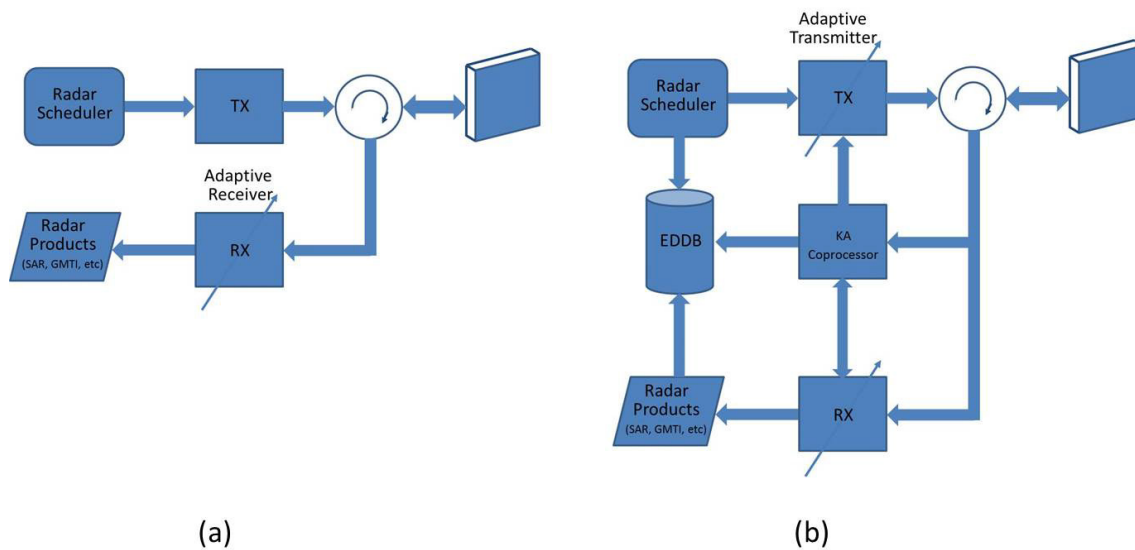 Radar
Scheduler
TX
Adaptive
Receiver
Radar
Products
(SAR, GMTI, etc)
RX
(a)
Adaptive
Transmitter
Radar
Scheduler
TX
EDDB
KA
Coprocessor
Radar
Products
(SAR, GMTI, etc)
RX
(b)